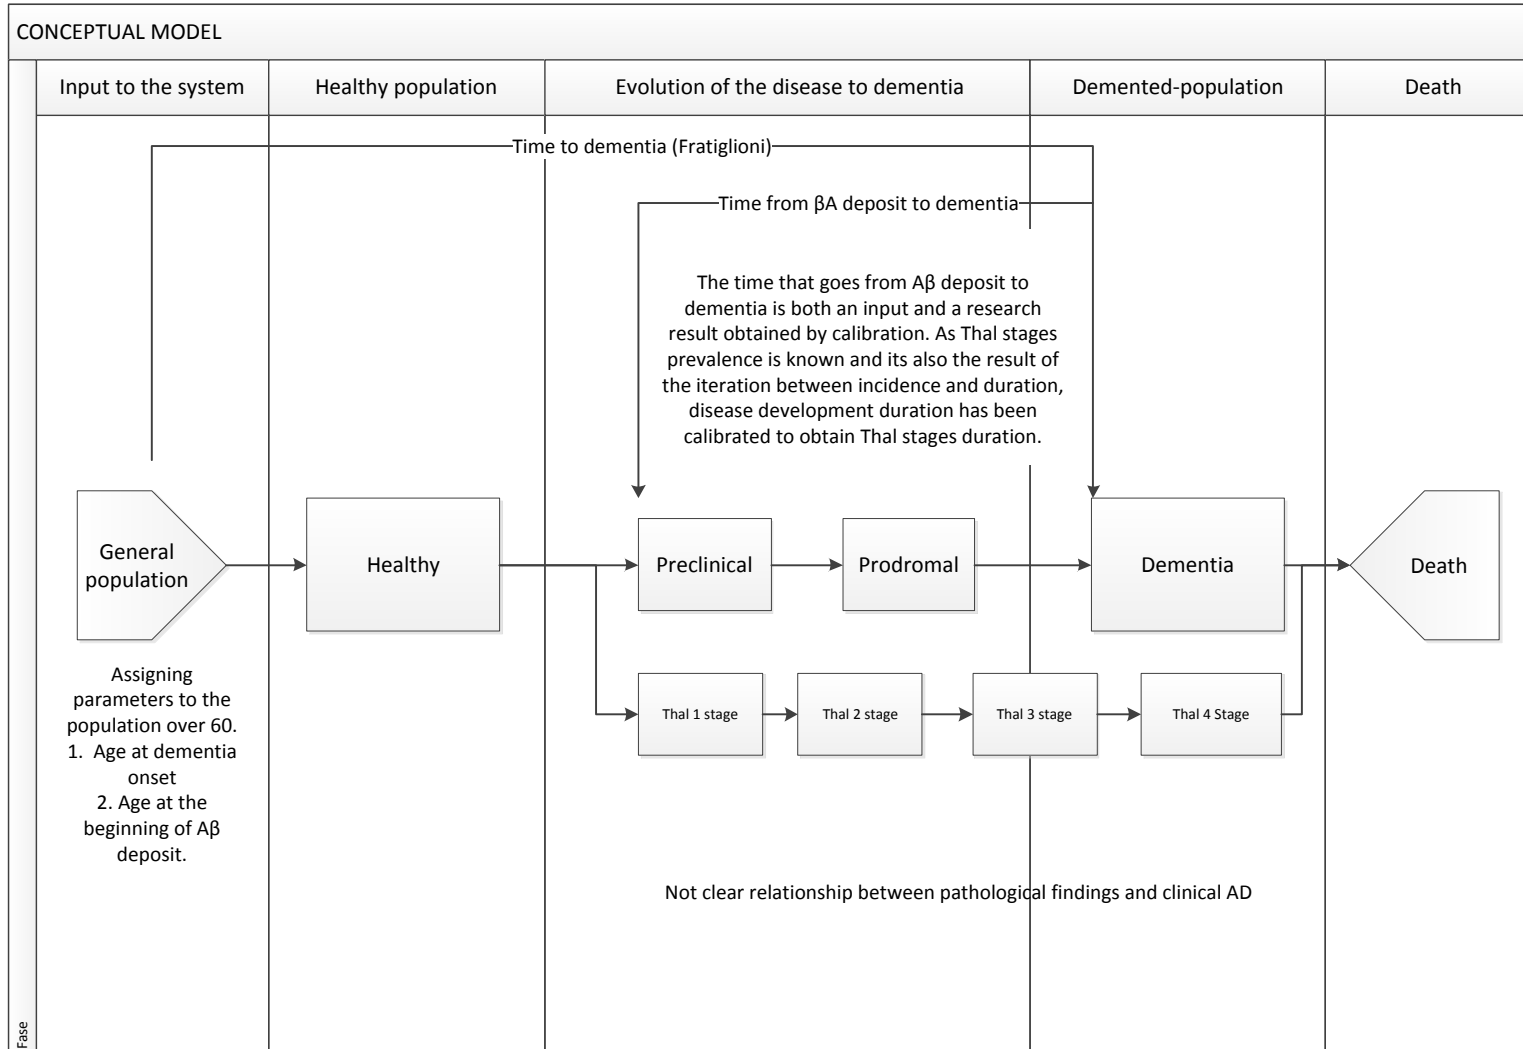 CONCEPTUAL MODEL
Input to the system
Healthy population
Evolution of the disease to dementia
Demented-population
Death
Time to dementia (Fratiglioni)
Time from βA deposit to dementia
The time that goes from Aβ deposit to
dementia is both an input and a research
result obtained by calibration. As Thal stages
prevalence is known and its also the result of
the iteration between incidence and duration,
disease development duration has been
calibrated to obtain Thal stages duration.
General
population
Healthy
Preclinical
Prodromal
Dementia
Death
Assigning
parameters to the
population over 60.
1. Age at dementia
onset
2. Age at the
beginning of Aβ
deposit.
Thal 1 stage
Thal 2 stage
Thal 3 stage
Thal 4 Stage
Not clear relationship between pathological findings and clinical AD
Fase